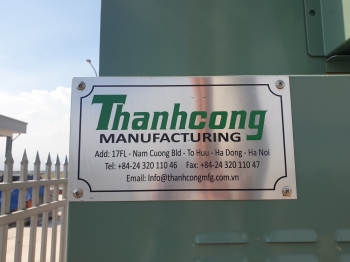 Thanhcong
MANUFACTURING
Add: 17FL - Nam Cuong Bld - To Huu - Ha Dong - Ha Noi
Tel: +84-24 320 110 46 Fax: +84-24 320 110 47
Email: Info@thanhcongmfg.com.vn